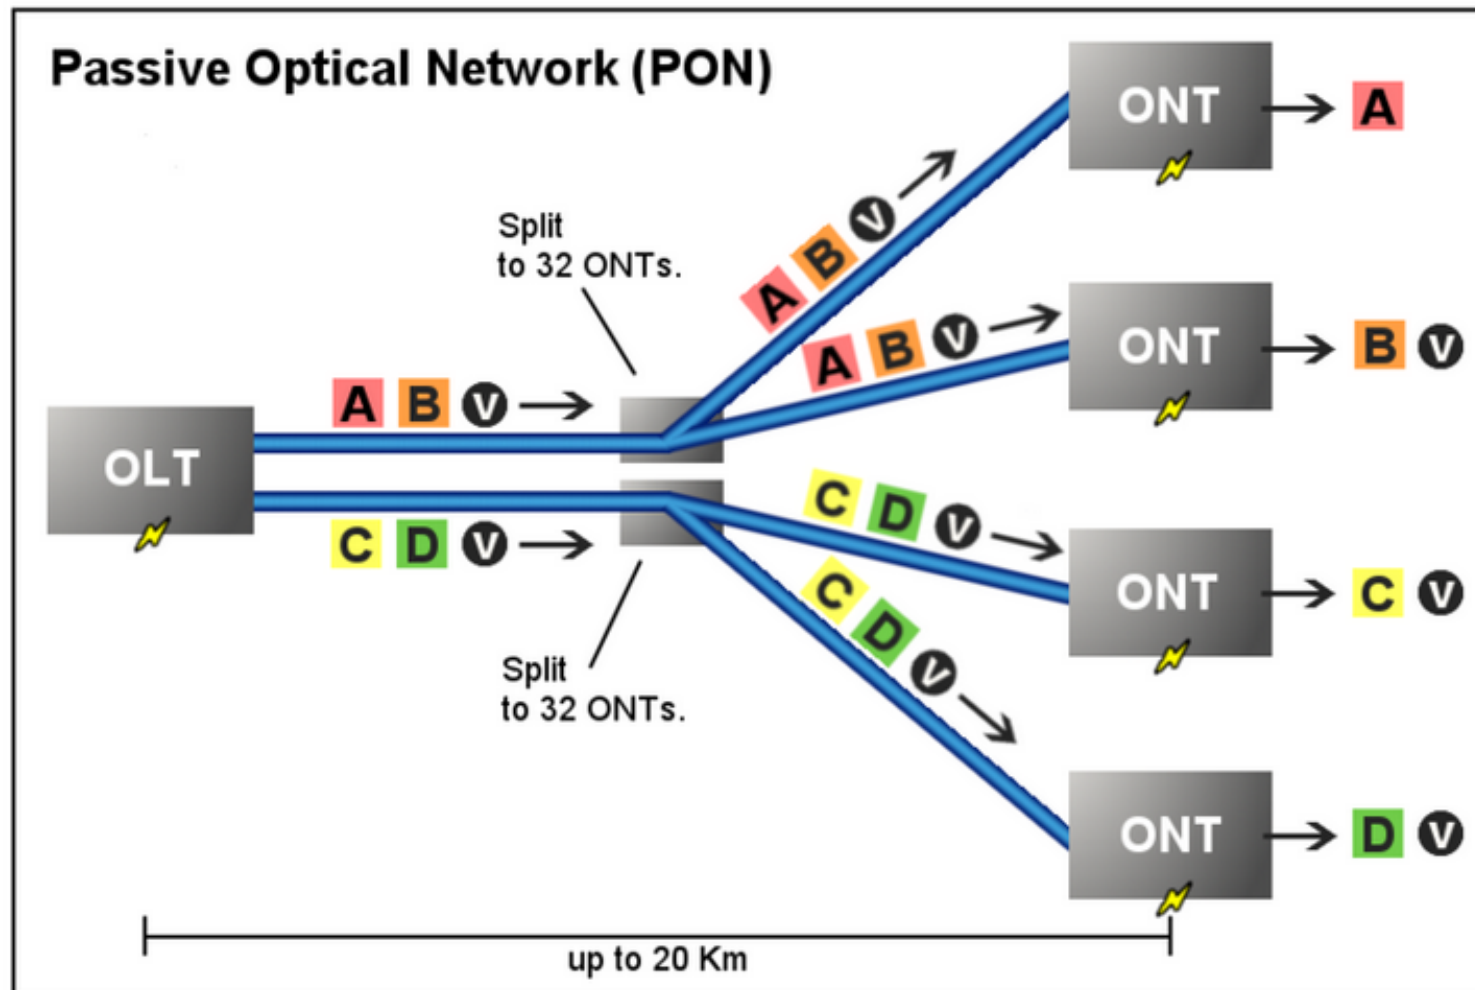 Passive Optical Network (PON)
ONT
A
Split
to 32 ONTs.
A B v
ONT
B v
A B v
A B v
OLT
C D v
C D v
ONT
C v
C D v
Split
to 32 ONTs.
ONT
D v
up to 20 Km